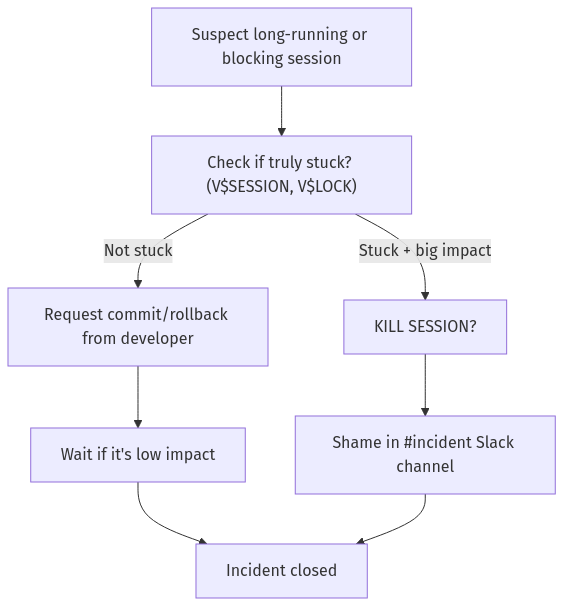 Suspect long-running or
blocking session
Check if truly stuck?
(V$SESSION, V$LOCK)
Not stuck
Stuck + big impact
Request commit/rollback
from developer
KILL SESSION?
Wait if it's low impact
Shame in #incident Slack
channel
Incident closed